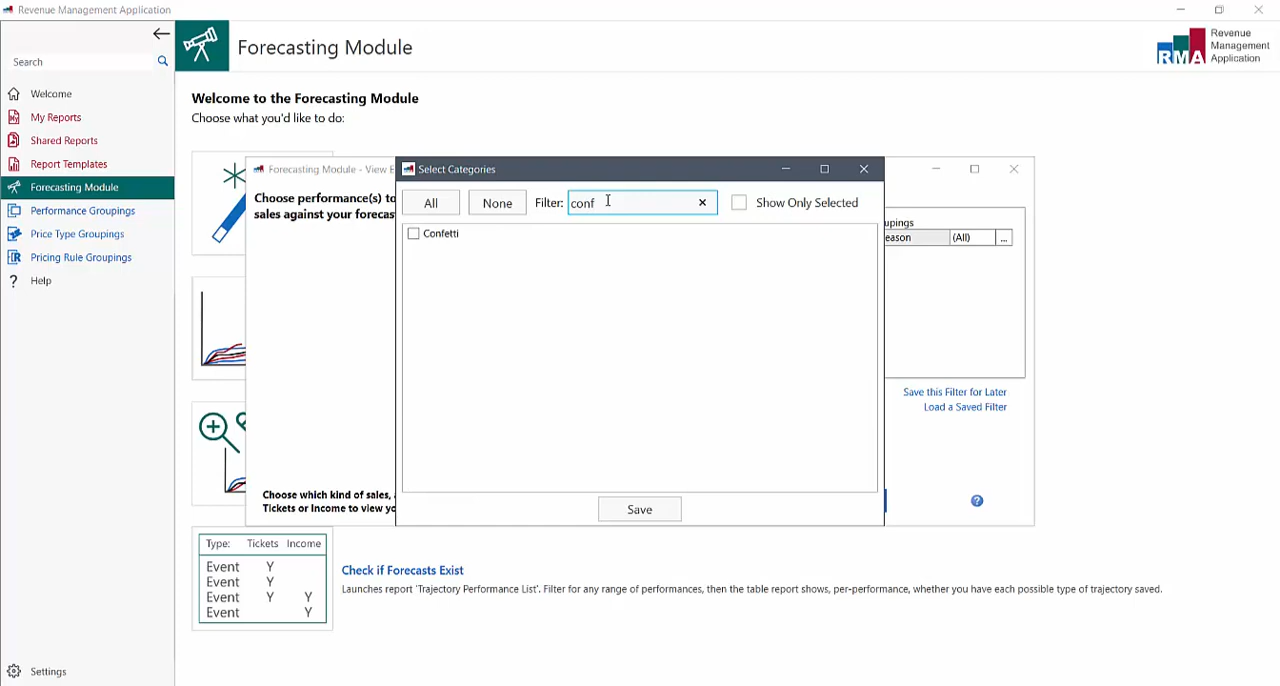 Revenue Management Application
Search
Welcome
My Reports
Shared Reports
Report Templates
Forecasting Module
Performance Groupings
Price Type Groupings
Pricing Rule Groupings
? Help
Settings
Forecasting Module
RMA
Revenue
Management
Application
Welcome to the Forecasting Module
Choose what you'd like to do:
Forecasting Module - View E
Choose performance(s) to
sales against your forecas
Choose which kind of sales,
Tickets or Income to view yo
Select Categories
All None Filter: conf × Show Only Selected
Confetti
Save
upings
eason (All) ...
Save this Filter for Later
Load a Saved Filter
?
Type: Tickets Income
Event Y
Event Y
Event Y Y
Event Y
Check if Forecasts Exist
Launches report 'Trajectory Performance List'. Filter for any range of performances, then the table report shows, per-performance, whether you have each possible type of trajectory saved.